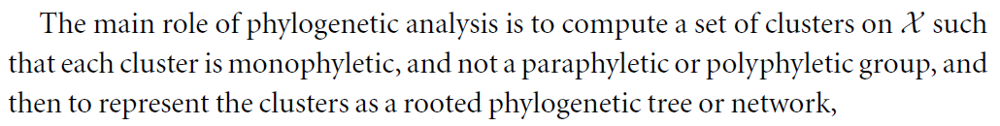 The main role of phylogenetic analysis is to compute a set of clusters on 𝒳 such
that each cluster is monophyletic, and not a paraphyletic or polyphyletic group, and
then to represent the clusters as a rooted phylogenetic tree or network,